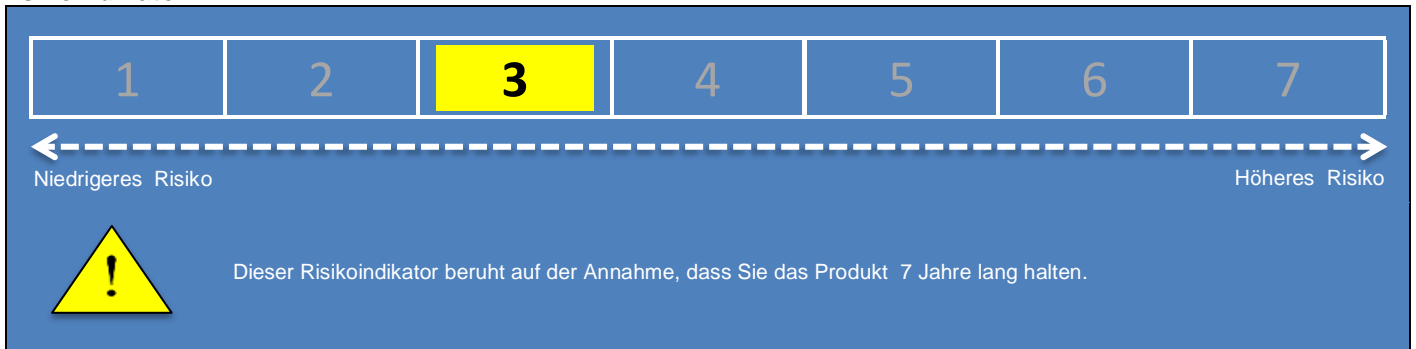 1 2 3 4 5 6 7
Niedrigeres Risiko Höheres Risiko
! Dieser Risikoindikator beruht auf der Annahme, dass Sie das Produkt 7 Jahre lang halten.